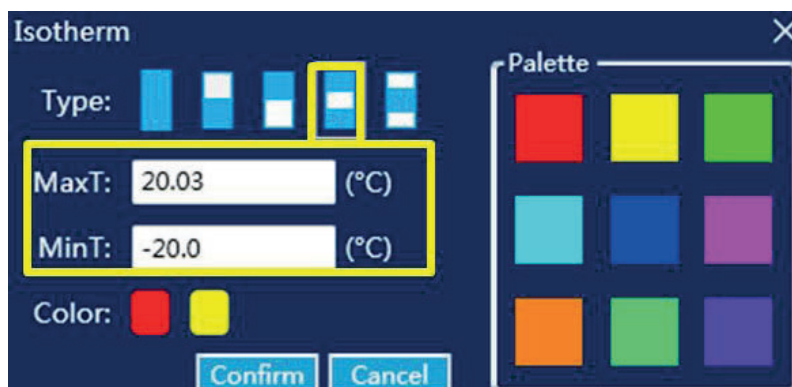 Isotherm
Type:
MaxT: 20.03 (°C)
MinT: -20.0 (°C)
Color:
Confirm Cancel
Palette